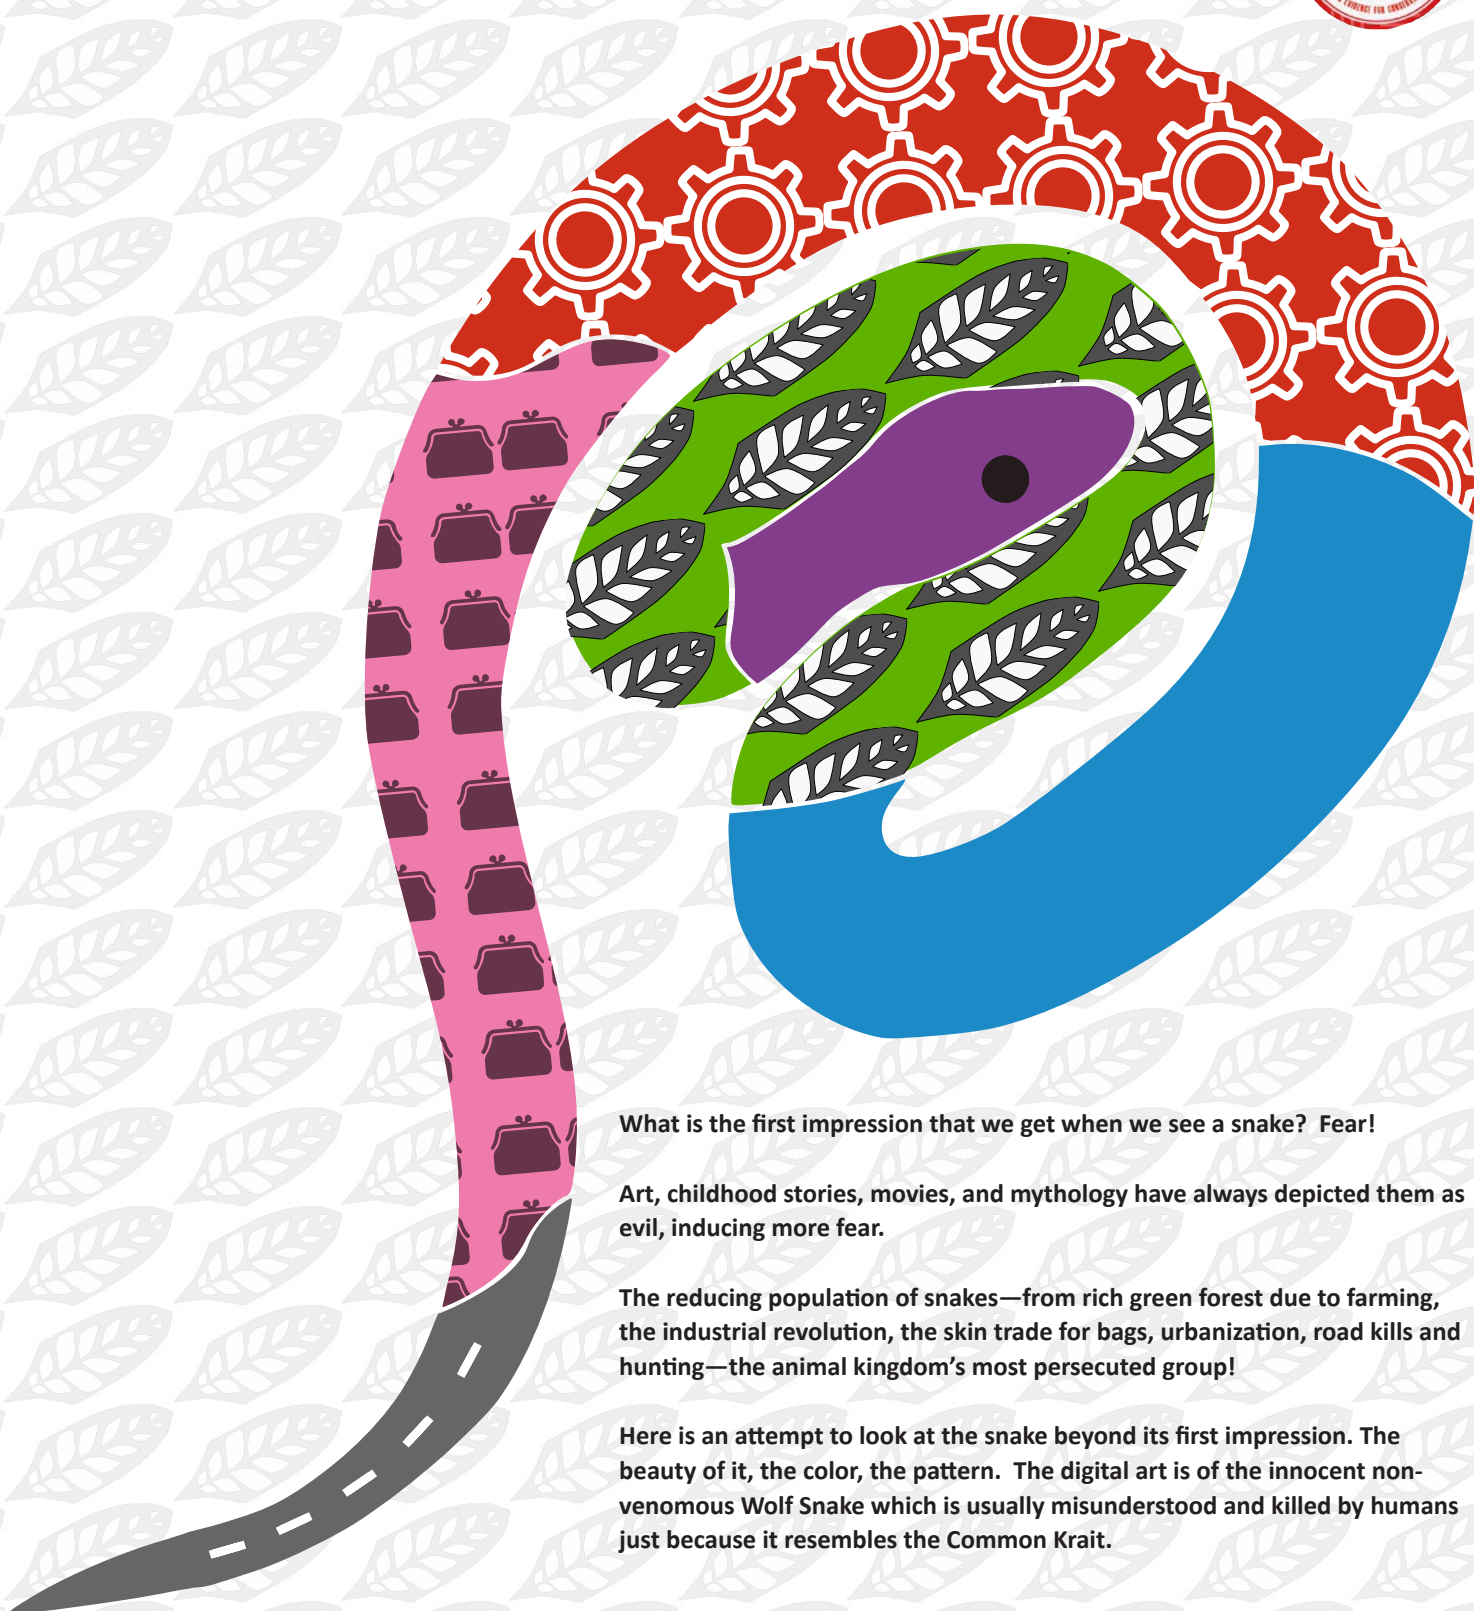 EVIDENCE FOR
What is the first impression that we get when we see a snake?  Fear!
Art, childhood stories, movies, and mythology have always depicted them as
evil, inducing more fear.
The reducing population of snakes—from rich green forest due to farming,
the industrial revolution, the skin trade for bags, urbanization, road kills and
hunting—the animal kingdom’s most persecuted group!
Here is an attempt to look at the snake beyond its first impression. The
beauty of it, the color, the pattern.  The digital art is of the innocent non-
venomous Wolf Snake which is usually misunderstood and killed by humans
just because it resembles the Common Krait.